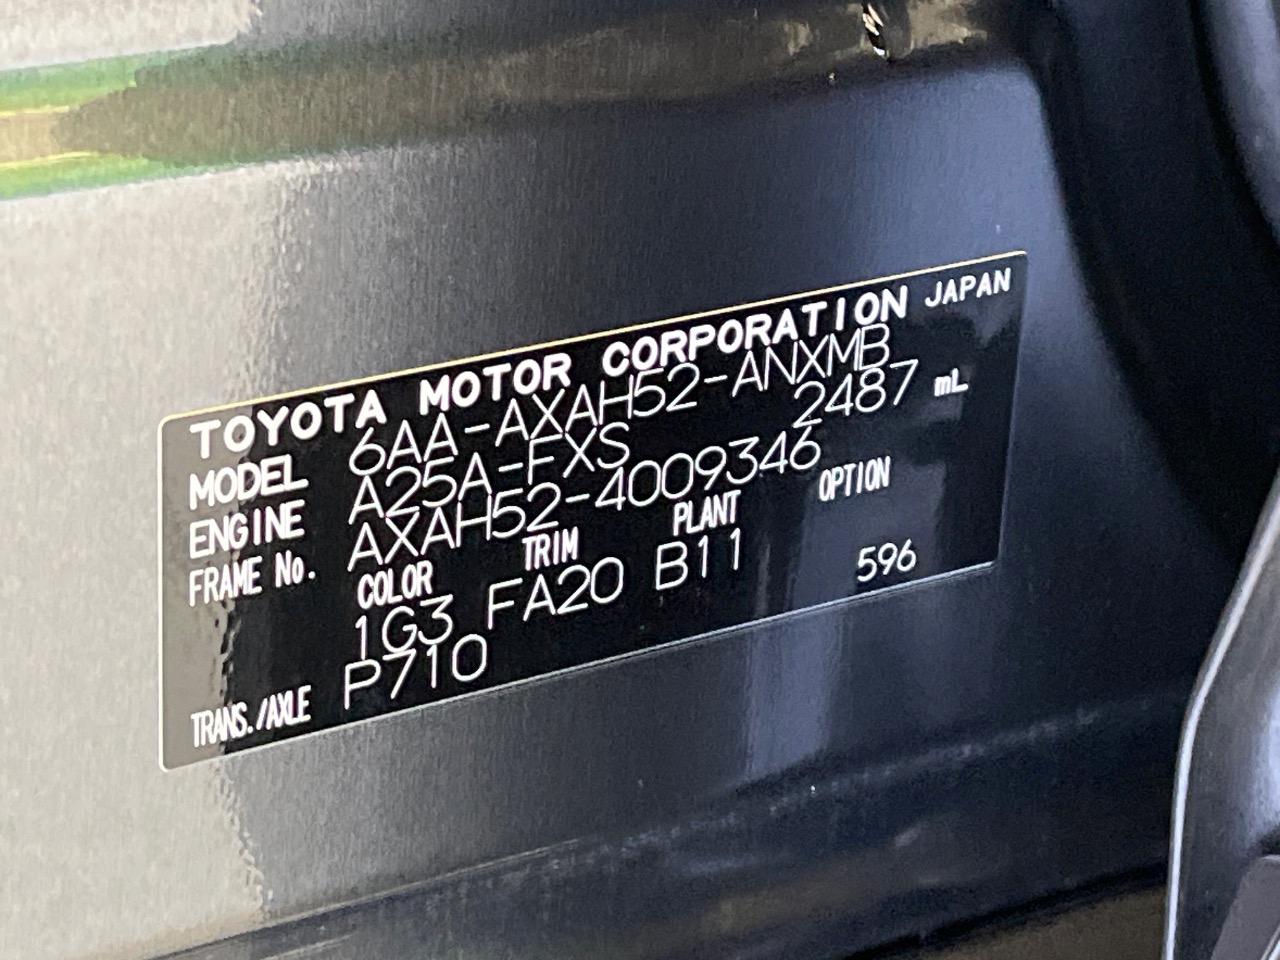 TOYOTA MOTOR CORPORATION JAPAN
MODEL 6AA-AXAH52-ANXMB
ENGINE A25A-FXS 2487 mL
FRAME No. AXAH52-4009346
COLOR TRIM PLANT OPTION
1G3 FA20 B11 596
TRANS./AXLE P710